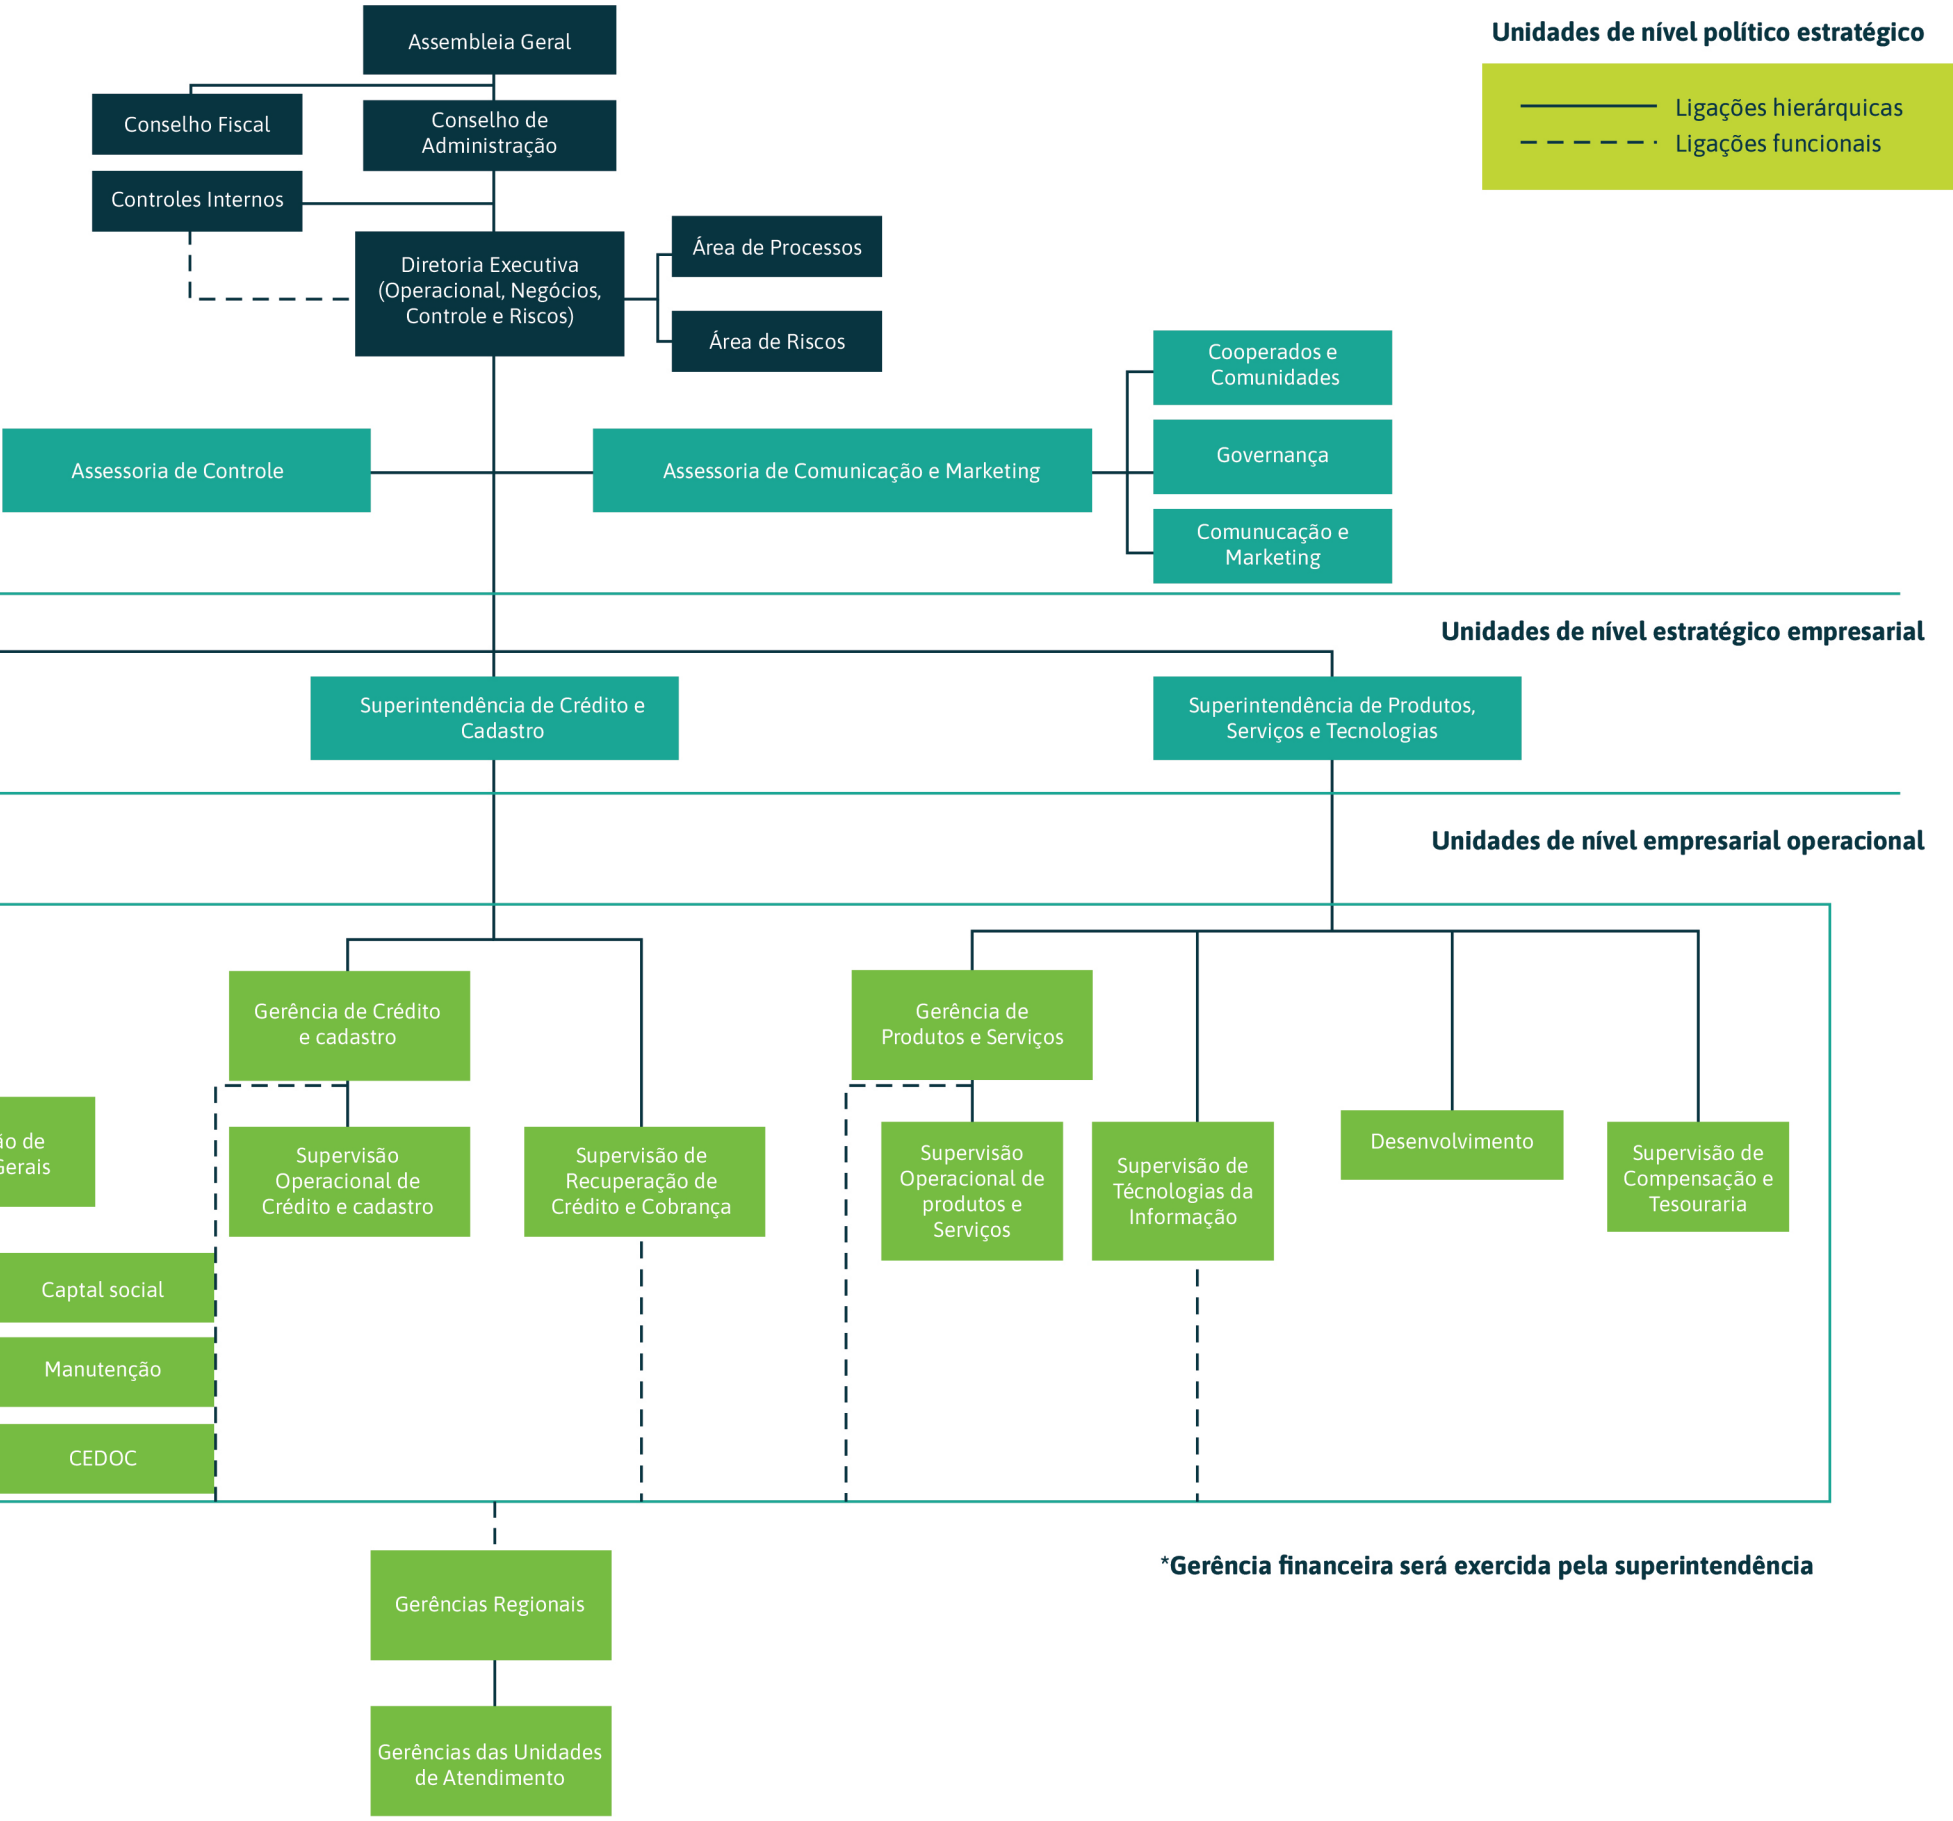 Assembleia Geral
Unidades de nível político estratégico
Ligações hierárquicas
Ligações funcionais
Conselho Fiscal
Conselho de
Administração
Controles Internos
Diretoria Executiva
(Operacional, Negócios,
Controle e Riscos)
Área de Processos
Área de Riscos
Cooperados e
Comunidades
Governança
Comunucação e
Marketing
Assessoria de Controle
Assessoria de Comunicação e Marketing
Unidades de nível estratégico empresarial
Superintendência de Crédito e
Cadastro
Superintendência de Produtos,
Serviços e Tecnologias
Unidades de nível empresarial operacional
Gerência de Crédito
e cadastro
Gerência de
Produtos e Serviços
de
Supervisão
Operacional de
Crédito e cadastro
Supervisão de
Recuperação de
Crédito e Cobrança
Supervisão
Operacional de
produtos e
Serviços
Supervisão de
Técnologias da
Informação
Desenvolvimento
Supervisão de
Compensação e
Tesouraria
Captal social
Manutenção
CEDOC
*Gerência financeira será exercida pela superintendência
Gerências Regionais
Gerências das Unidades
de Atendimento